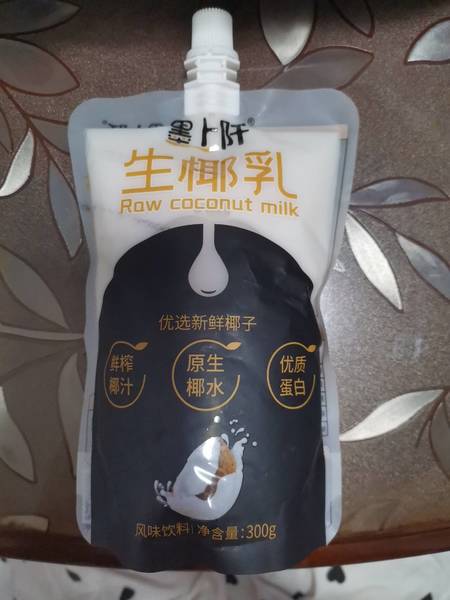 墨卜阡®
生椰乳
Raw coconut milk
优选新鲜椰子
鲜榨
椰汁
原生
椰水
优质
蛋白
风味饮料|净含量:300g